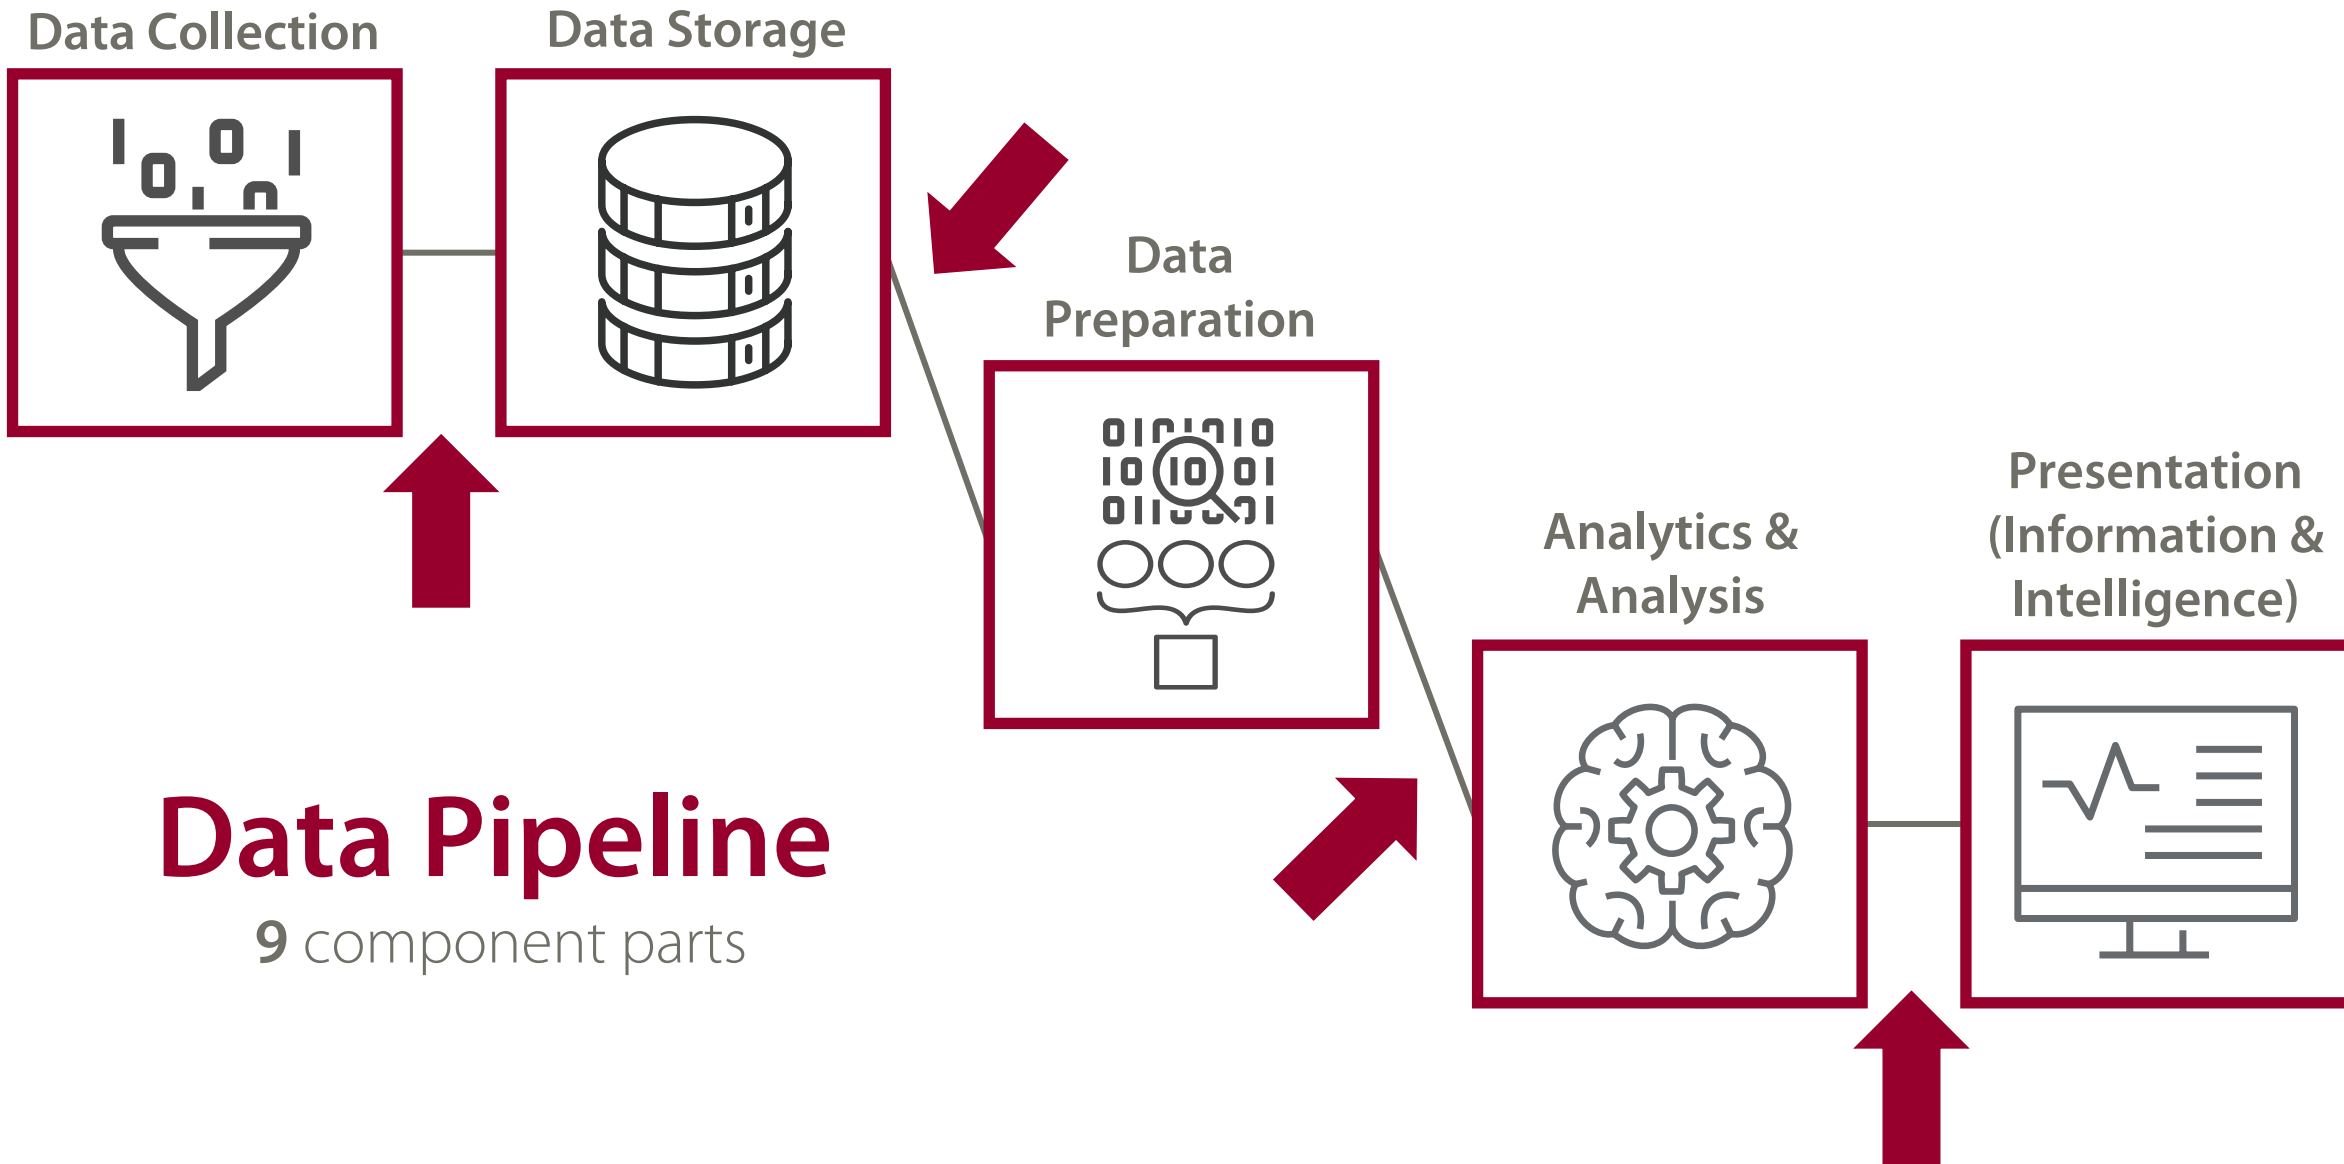 Data Collection
Data Storage
Data
Preparation
Analytics &
Analysis
Presentation
(Information &
Intelligence)
Data Pipeline
9 component parts